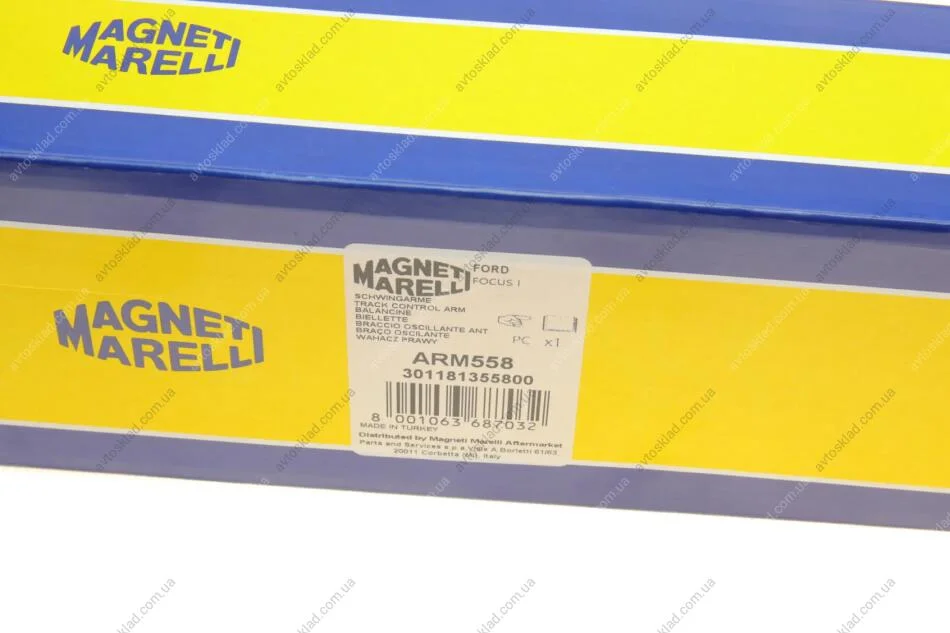 MAGNETI
MARELLI
MAGNETI
MARELLI
MAGNETI
MARELLI
FORD
FOCUS I
SCHWINGARME
TRACK CONTROL ARM
BALANCINE
BIELLETTE
BRACCIO OSCILLANTE ANT
BRAÇO OSCILANTE
WAHACZ PRAWY
PC x1
ARM558
301181355800
8 001063 687032
MADE IN TURKEY
Distributed by Magneti Marelli Aftermarket
Parts and Services s.p.a Viale A.Borletti 61/63
20011 Corbetta (MI), Italy
avtosklad.com.ua